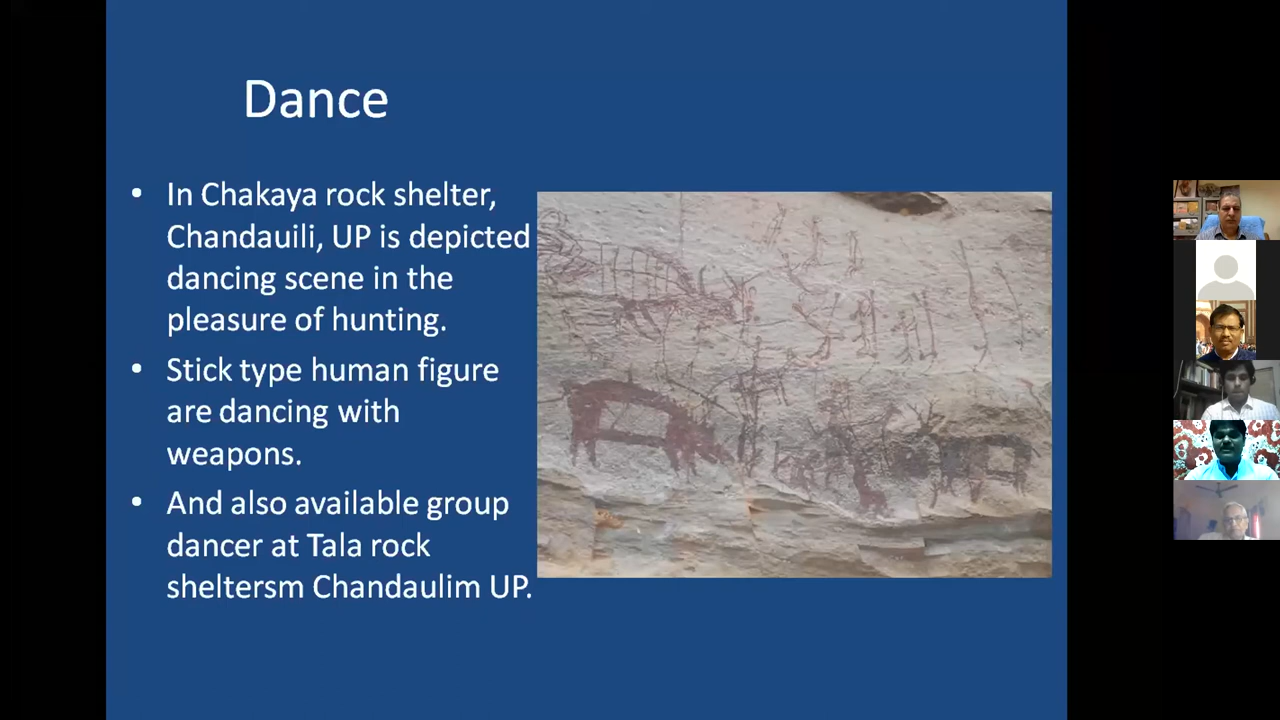 Dance
• In Chakaya rock shelter,
Chandauili, UP is depicted
dancing scene in the
pleasure of hunting.
• Stick type human figure
are dancing with
weapons.
• And also available group
dancer at Tala rock
sheltersm Chandaulim UP.